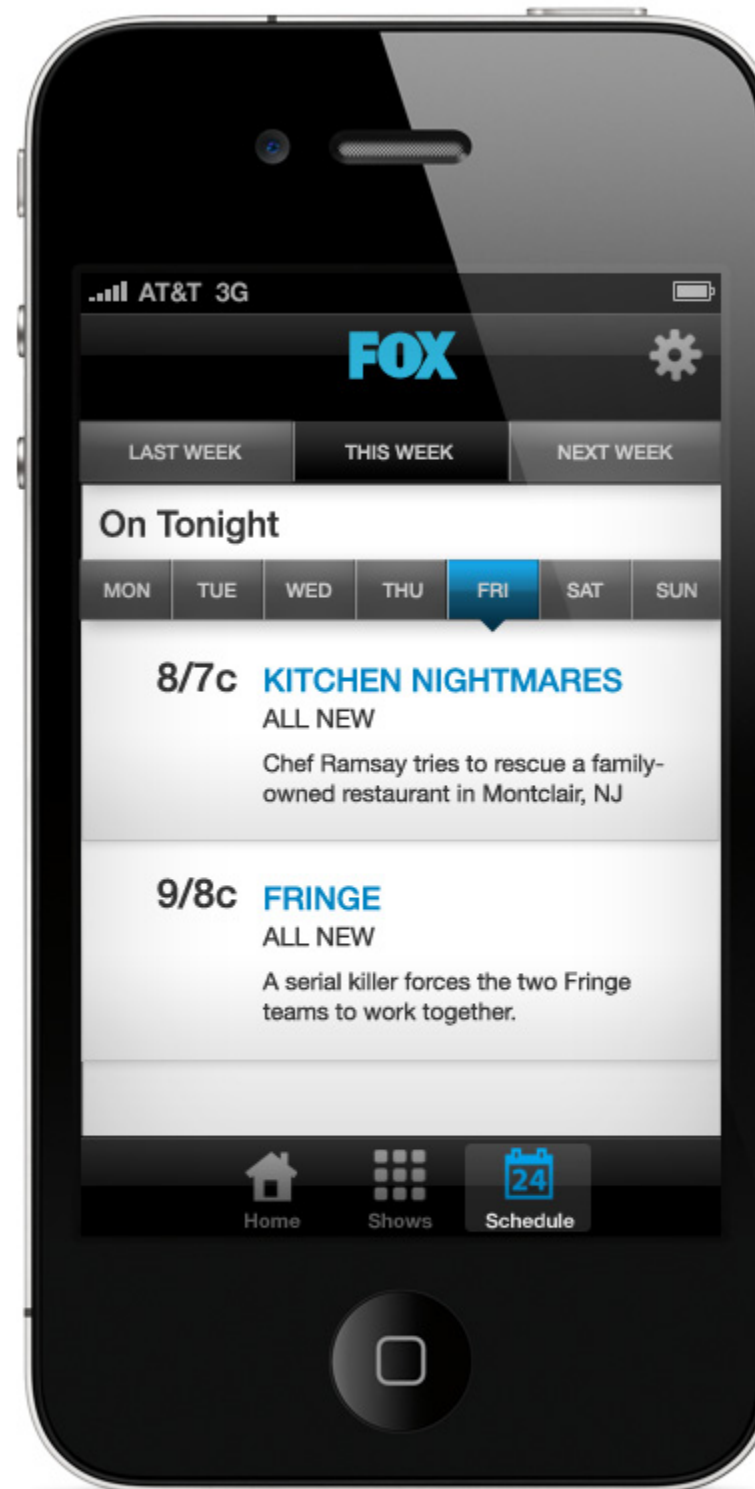 AT&T 3G
FOX
LAST WEEK THIS WEEK NEXT WEEK
On Tonight
MON TUE WED THU FRI SAT SUN
8/7c KITCHEN NIGHTMARES
ALL NEW
Chef Ramsay tries to rescue a family-
owned restaurant in Montclair, NJ
9/8c FRINGE
ALL NEW
A serial killer forces the two Fringe
teams to work together.
24
Home Shows Schedule